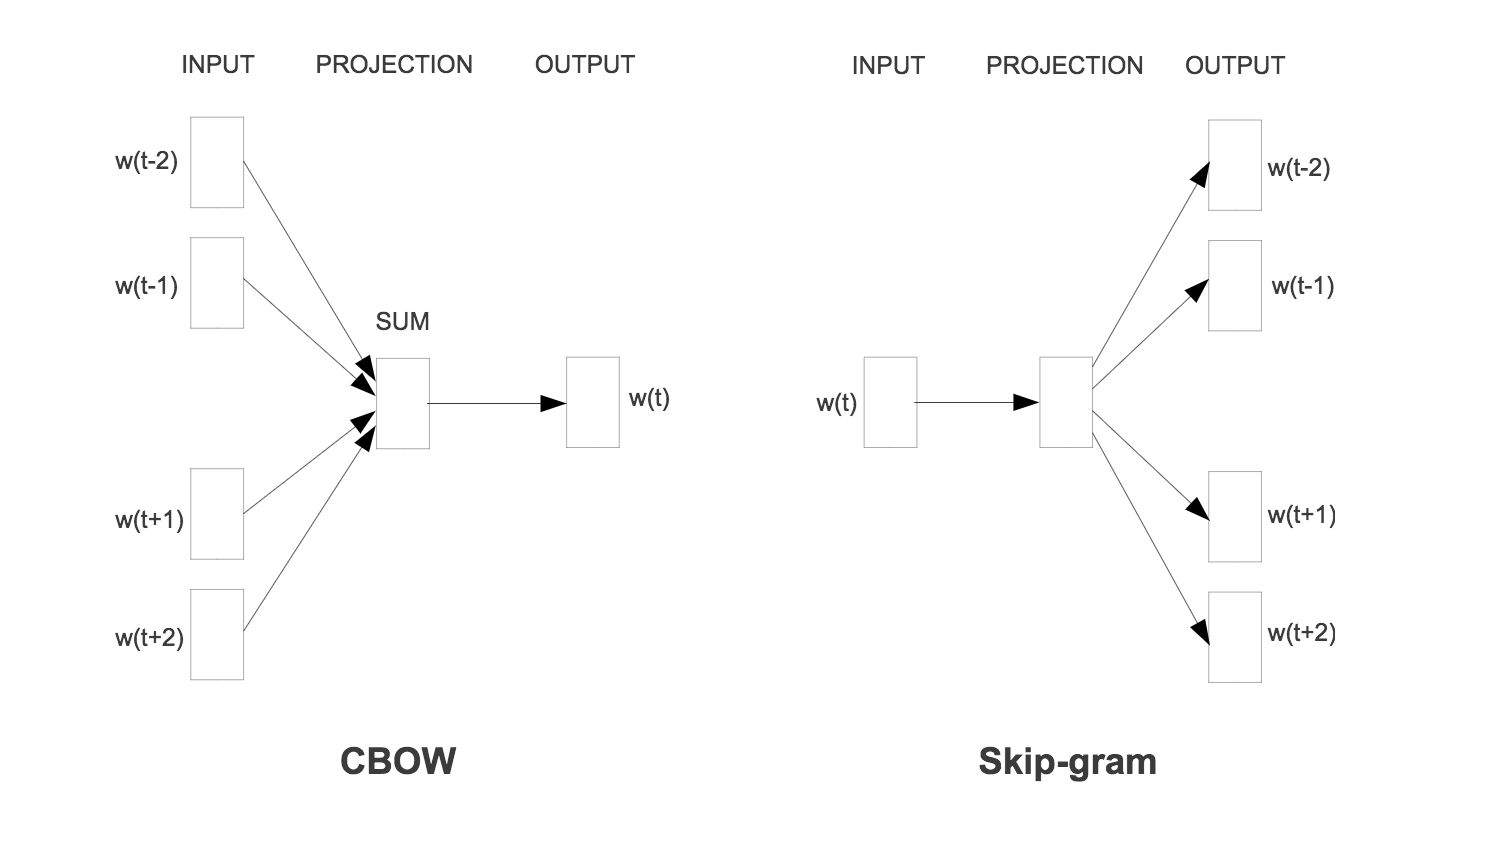 INPUT PROJECTION OUTPUT
w(t-2)
w(t-1)
SUM
w(t)
w(t+1)
w(t+2)
CBOW
INPUT PROJECTION OUTPUT
w(t-2)
w(t-1)
w(t)
w(t+1)
w(t+2)
Skip-gram